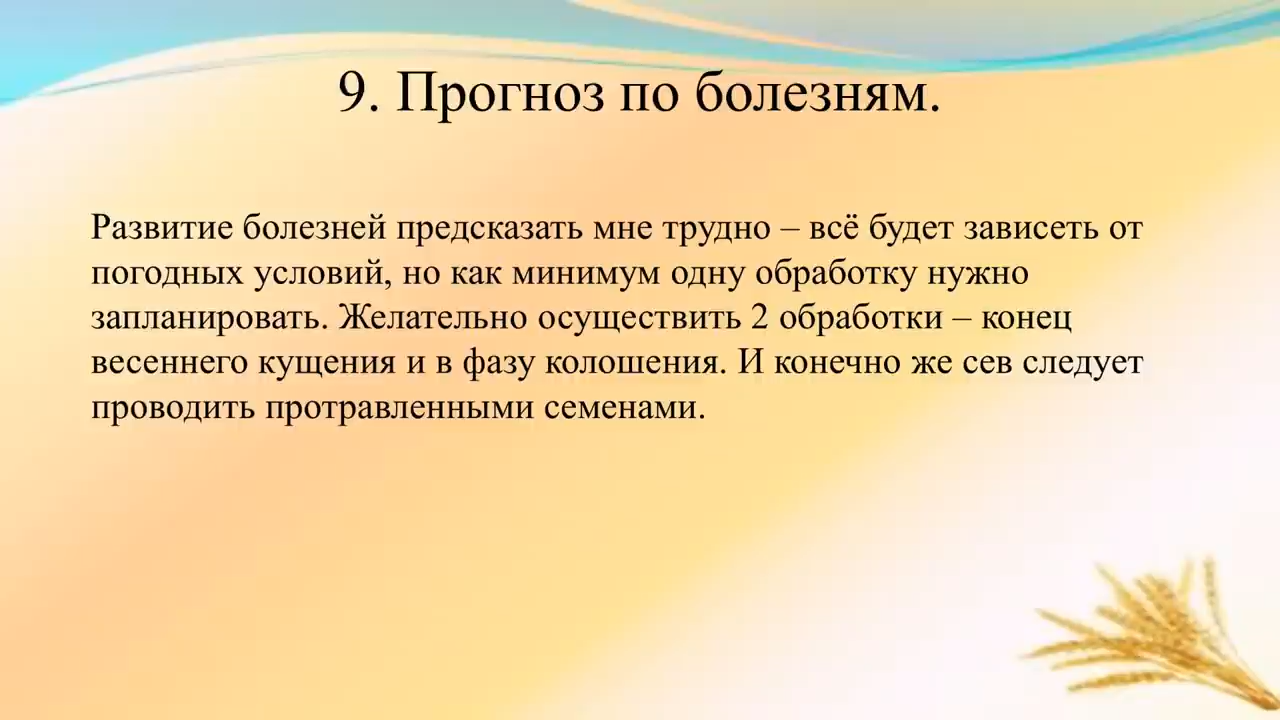 9. Прогноз по болезням.
Развитие болезней предсказать мне трудно – всё будет зависеть от
погодных условий, но как минимум одну обработку нужно
запланировать. Желательно осуществить 2 обработки – конец
весеннего кущения и в фазу колошения. И конечно же сев следует
проводить протравленными семенами.